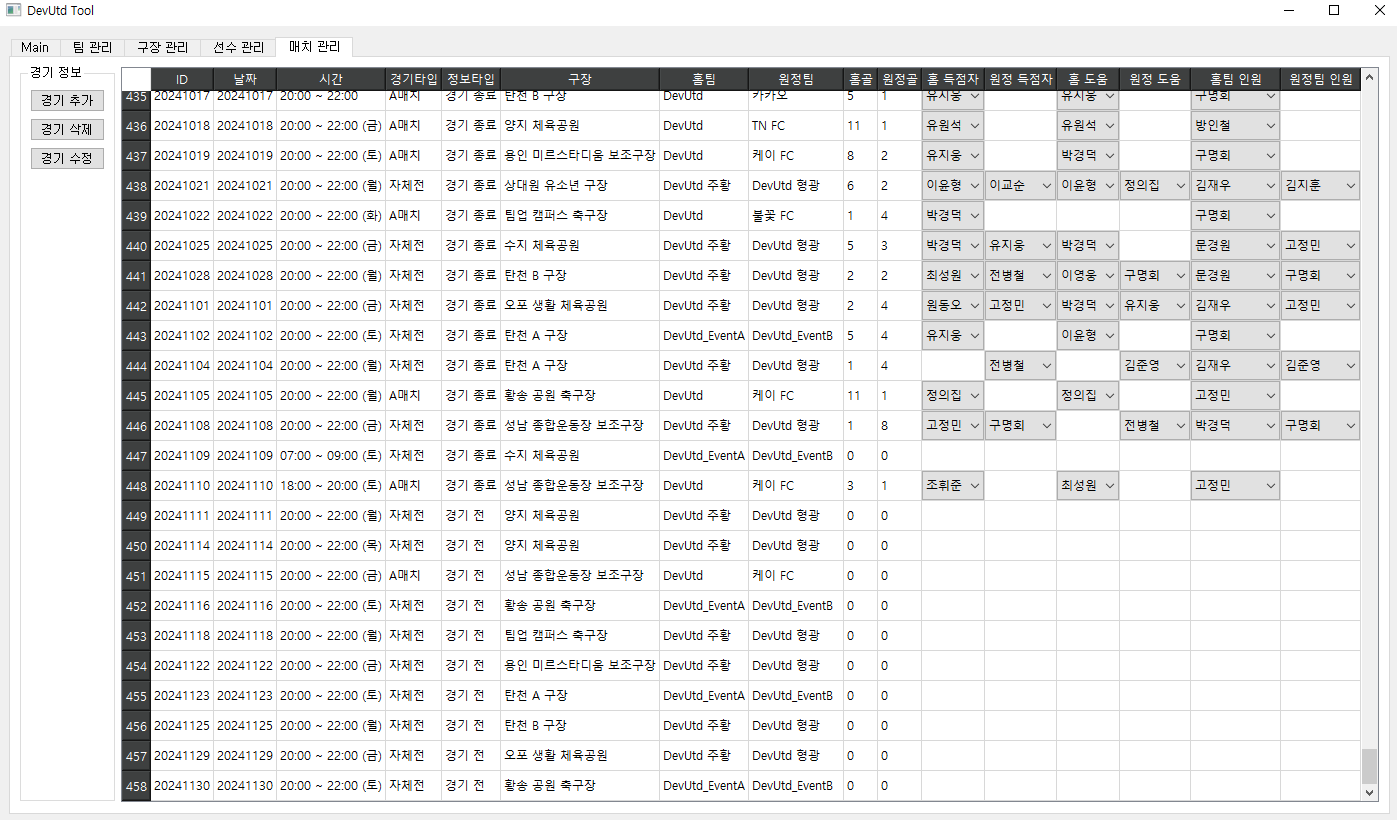 DevUtd Tool
Main 팀 관리 구장 관리 선수 관리 매치 관리
경기 정보
경기 추가
경기 삭제
경기 수정
ID 날짜 시간 경기타입 정보타입 구장 홈팀 원정팀 홈골 원정골 홈 득점자 원정 득점자 홈 도움 원정 도움 홈팀 인원 원정팀 인원
435 20241017 20241017 20:00 ~ 22:00 A매치 경기 종료 탄천 B 구장 DevUtd 카카오 5 1 유지웅 유지웅 구명회
436 20241018 20241018 20:00 ~ 22:00 (금) A매치 경기 종료 양지 체육공원 DevUtd TN FC 11 1 유원석 유원석 방인철
437 20241019 20241019 20:00 ~ 22:00 (토) A매치 경기 종료 용인 미르스타디움 보조구장 DevUtd 케이 FC 8 2 유지웅 박경덕 구명회
438 20241021 20241021 20:00 ~ 22:00 (월) 자체전 경기 종료 상대원 유소년 구장 DevUtd 주황 DevUtd 형광 6 2 이윤형 이교순 이윤형 정의집 김재우 김지훈
439 20241022 20241022 20:00 ~ 22:00 (화) A매치 경기 종료 팀업 캠퍼스 축구장 DevUtd 불꽃 FC 1 4 박경덕 구명회
440 20241025 20241025 20:00 ~ 22:00 (금) 자체전 경기 종료 수지 체육공원 DevUtd 주황 DevUtd 형광 5 3 박경덕 유지웅 박경덕 문경원 고정민
441 20241028 20241028 20:00 ~ 22:00 (월) 자체전 경기 종료 탄천 B 구장 DevUtd 주황 DevUtd 형광 2 2 최성원 전병철 이영웅 구명회 문경원 구명회
442 20241101 20241101 20:00 ~ 22:00 (금) 자체전 경기 종료 오포 생활 체육공원 DevUtd 주황 DevUtd 형광 2 4 원동오 고정민 박경덕 유지웅 김재우 고정민
443 20241102 20241102 20:00 ~ 22:00 (토) 자체전 경기 종료 탄천 A 구장 DevUtd_EventA DevUtd_EventB 5 4 유지웅 이윤형 구명회
444 20241104 20241104 20:00 ~ 22:00 (월) 자체전 경기 종료 탄천 A 구장 DevUtd 주황 DevUtd 형광 1 4 전병철 김준영 김재우 김준영
445 20241105 20241105 20:00 ~ 22:00 (월) A매치 경기 종료 황송 공원 축구장 DevUtd 케이 FC 11 1 정의집 정의집 고정민
446 20241108 20241108 20:00 ~ 22:00 (금) 자체전 경기 종료 성남 종합운동장 보조구장 DevUtd 주황 DevUtd 형광 1 8 고정민 구명회 전병철 박경덕 구명회
447 20241109 20241109 07:00 ~ 09:00 (토) 자체전 경기 종료 수지 체육공원 DevUtd_EventA DevUtd_EventB 0 0
448 20241110 20241110 18:00 ~ 20:00 (토) A매치 경기 종료 성남 종합운동장 보조구장 DevUtd 케이 FC 3 1 조휘준 최성원 고정민
449 20241111 20241111 20:00 ~ 22:00 (월) 자체전 경기 전 양지 체육공원 DevUtd 주황 DevUtd 형광 0 0
450 20241114 20241114 20:00 ~ 22:00 (목) 자체전 경기 전 양지 체육공원 DevUtd 주황 DevUtd 형광 0 0
451 20241115 20241115 20:00 ~ 22:00 (금) A매치 경기 전 성남 종합운동장 보조구장 DevUtd 케이 FC 0 0
452 20241116 20241116 20:00 ~ 22:00 (토) 자체전 경기 전 황송 공원 축구장 DevUtd_EventA DevUtd_EventB 0 0
453 20241118 20241118 20:00 ~ 22:00 (월) 자체전 경기 전 팀업 캠퍼스 축구장 DevUtd 주황 DevUtd 형광 0 0
454 20241122 20241122 20:00 ~ 22:00 (금) 자체전 경기 전 용인 미르스타디움 보조구장 DevUtd 주황 DevUtd 형광 0 0
455 20241123 20241123 20:00 ~ 22:00 (토) 자체전 경기 전 탄천 A 구장 DevUtd_EventA DevUtd_EventB 0 0
456 20241125 20241125 20:00 ~ 22:00 (월) 자체전 경기 전 탄천 B 구장 DevUtd 주황 DevUtd 형광 0 0
457 20241129 20241129 20:00 ~ 22:00 (금) 자체전 경기 전 오포 생활 체육공원 DevUtd 주황 DevUtd 형광 0 0
458 20241130 20241130 20:00 ~ 22:00 (토) 자체전 경기 전 황송 공원 축구장 DevUtd_EventA DevUtd_EventB 0 0